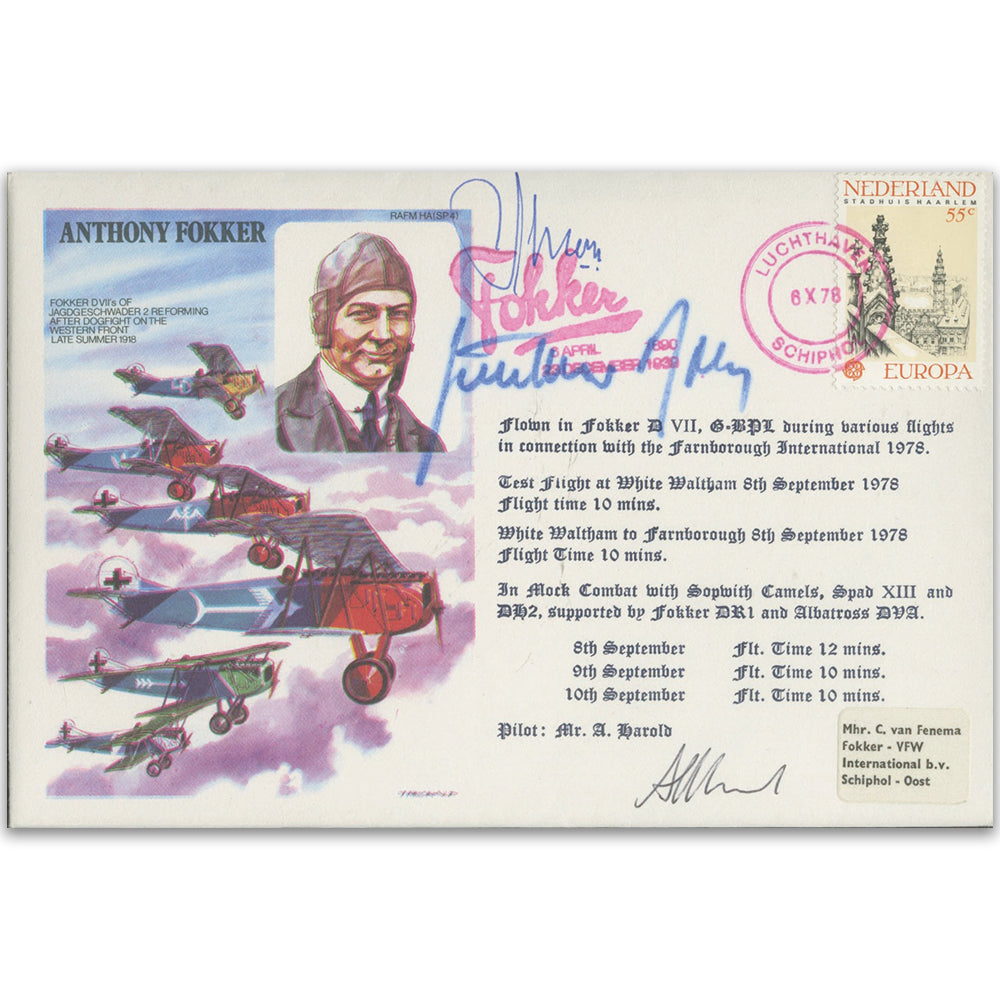 RAFM HA(SP4)
ANTHONY FOKKER
FOKKER D VII's OF
JAGDGESCHWADER 2 REFORMING
AFTER DOGFIGHT ON THE
WESTERN FRONT
LATE SUMMER 1918
Fokker
6 APRIL 1890
23 DECEMBER 1939
LUCHTHAVEN
6 X 78
SCHIPHOL
NEDERLAND
STADHUIS HAARLEM
55c
EUROPA
Flown in Fokker D VII, G-BPL during various flights
in connection with the Farnborough International 1978.
Test Flight at White Waltham 8th September 1978
Flight time 10 mins.
White Waltham to Farnborough 8th September 1978
Flight Time 10 mins.
In Mock Combat with Sopwith Camels, Spad XIII and
DH2, supported by Fokker DR1 and Albatross DVA.
8th September Flt. Time 12 mins.
9th September Flt. Time 10 mins.
10th September Flt. Time 10 mins.
Pilot: Mr. A. Harold
Mhr. C. van Fenema
Fokker - VFW
International b.v.
Schiphol - Oost